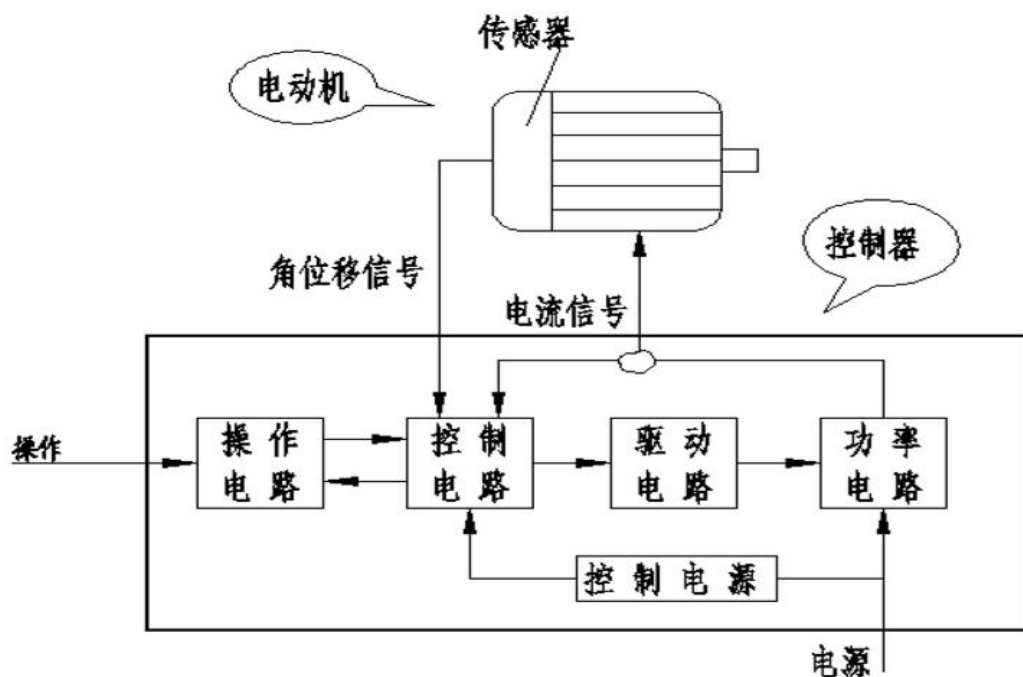 传感器
电动机
控制器
角位移信号
电流信号
操作
操作
电路
控制
电路
驱动
电路
功率
电路
控制电源
电源